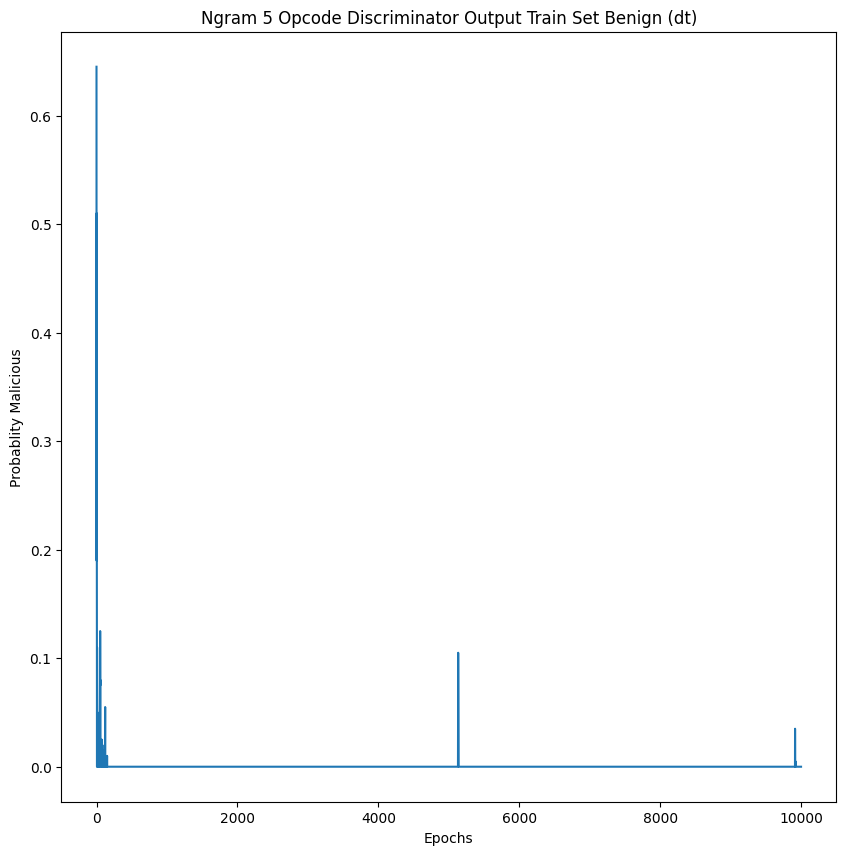 Ngram 5 Opcode Discriminator Output Train Set Benign (dt)
0.6
0.5
0.4
0.3
0.2
0.1
0.0
Probablity Malicious
0 2000 4000 6000 8000 10000
Epochs